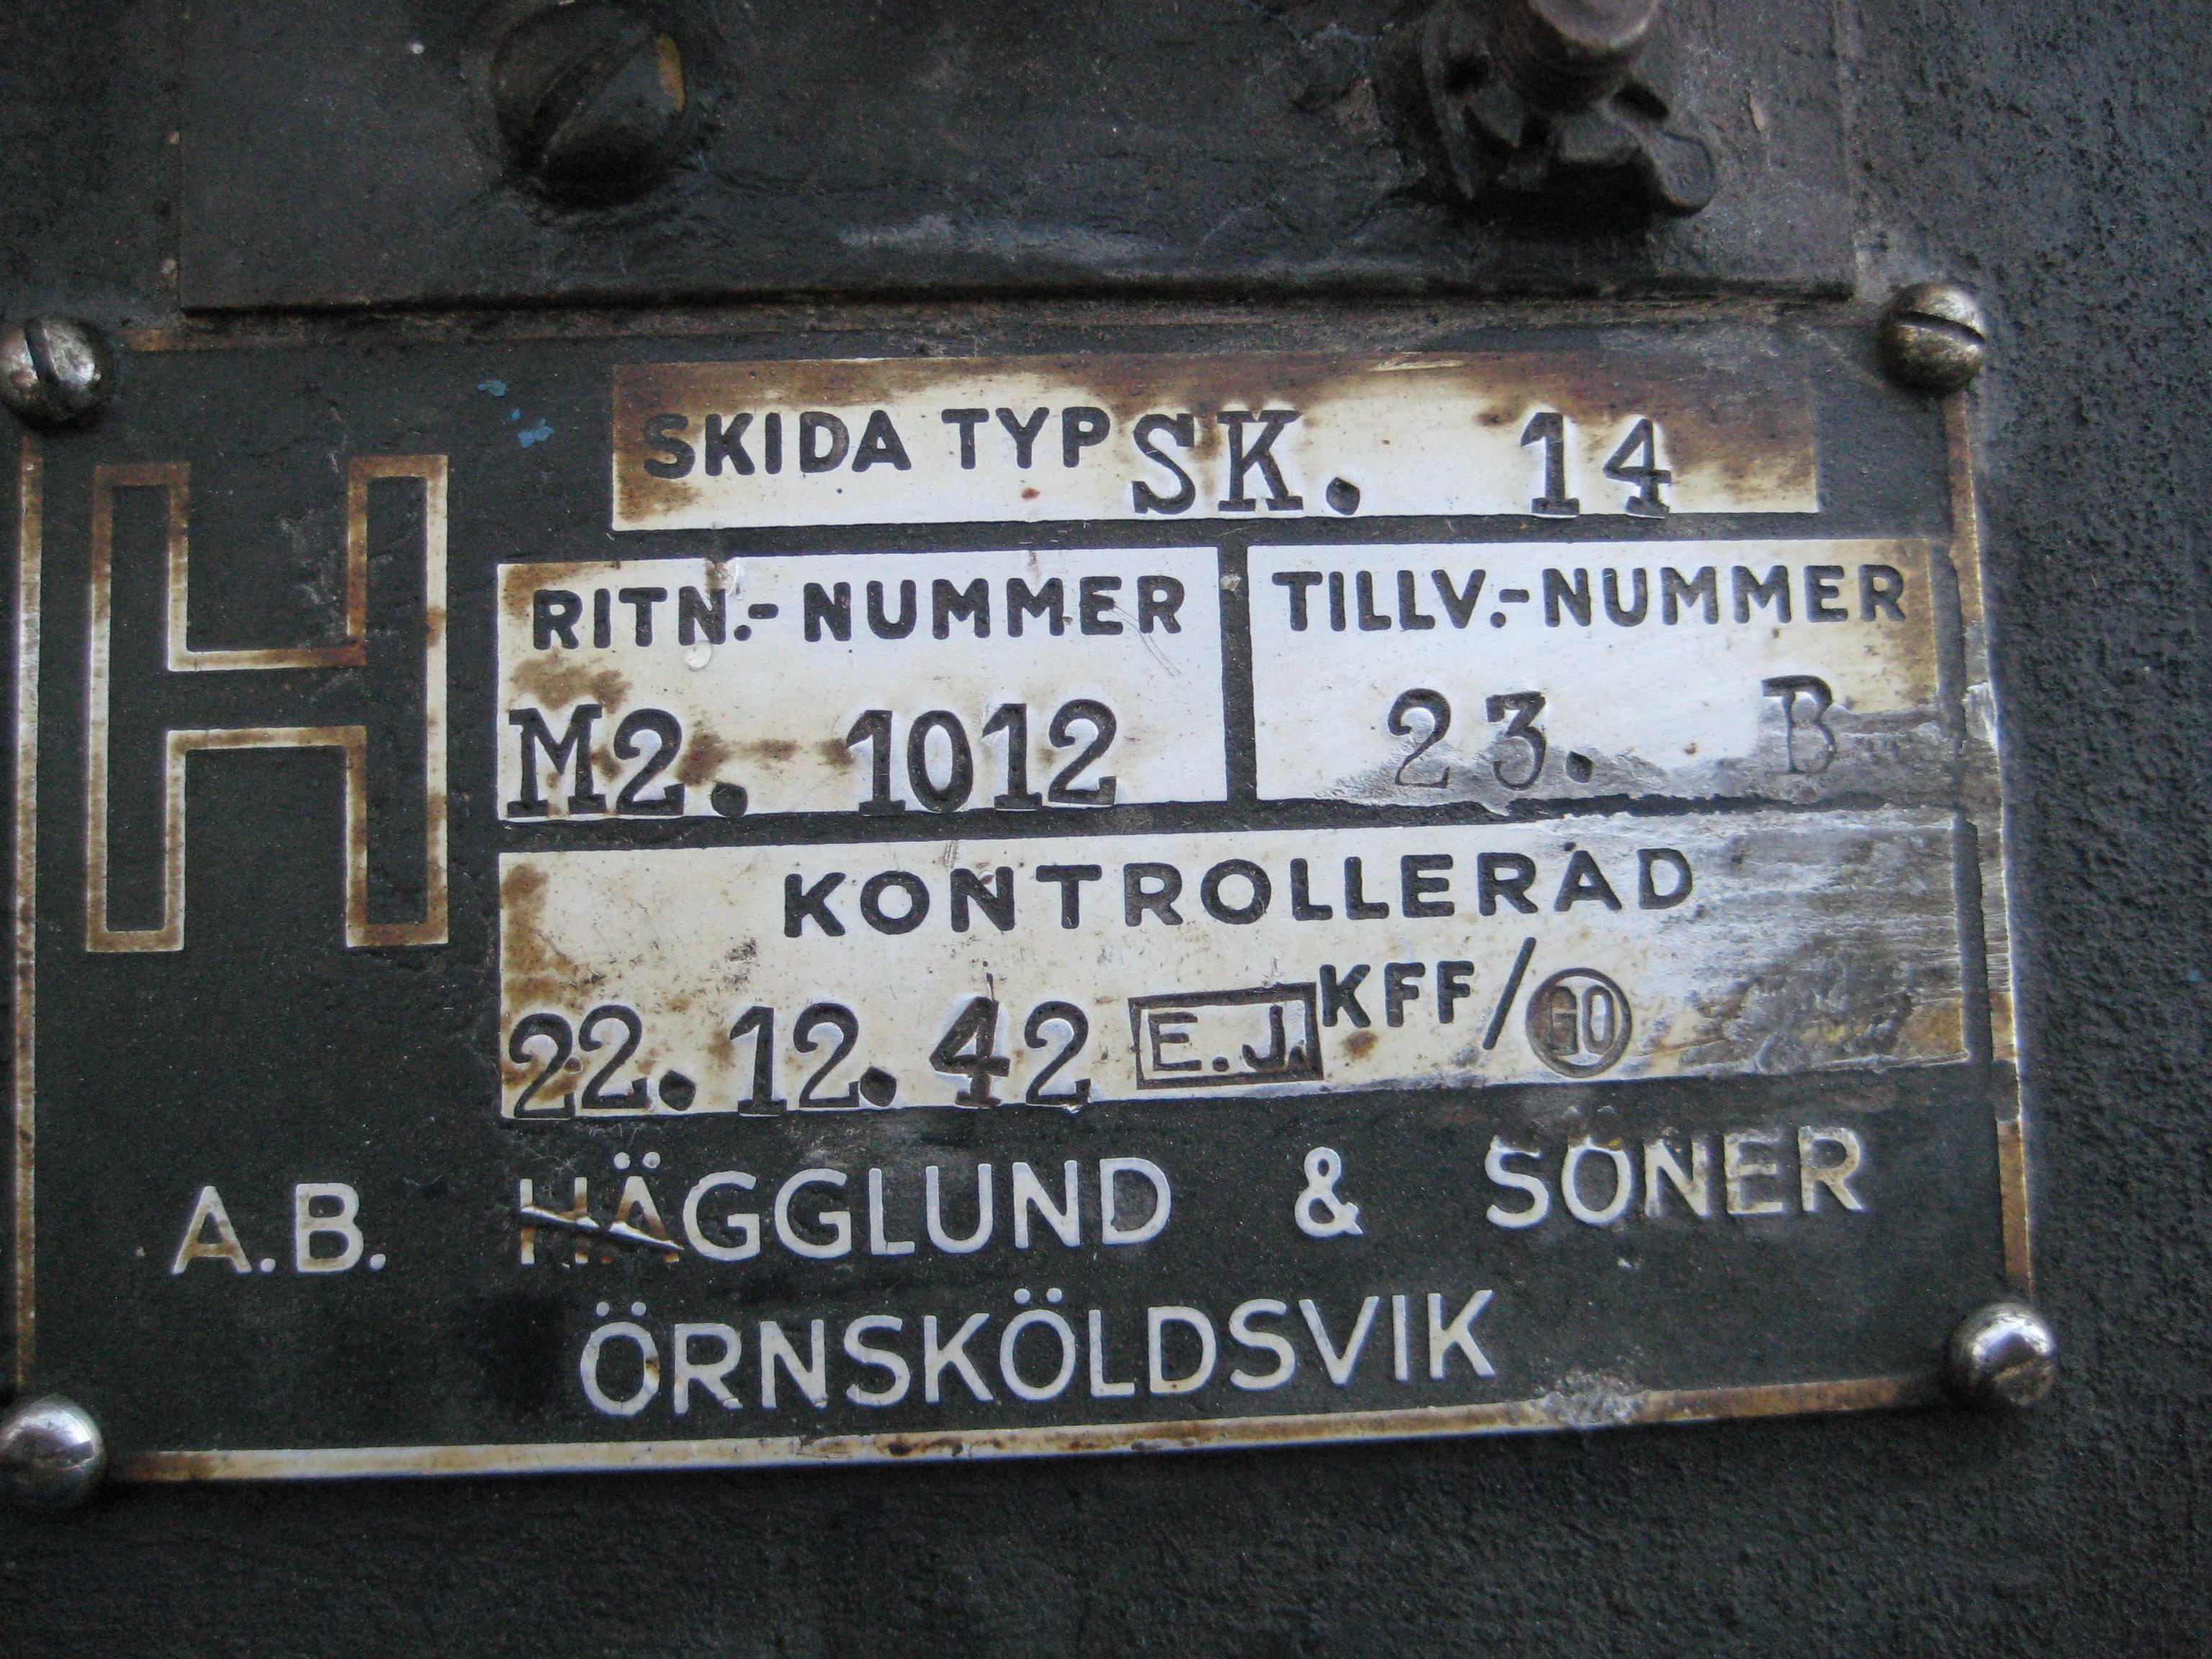 SKIDA TYP SK. 14
H
RITN.-NUMMER
M2. 1012
TILLV.-NUMMER
23. B
KONTROLLERAD
22.12.42 E.J. KFF/GO
A.B. HÄGGLUND & SÖNER
ÖRNSKÖLDSVIK